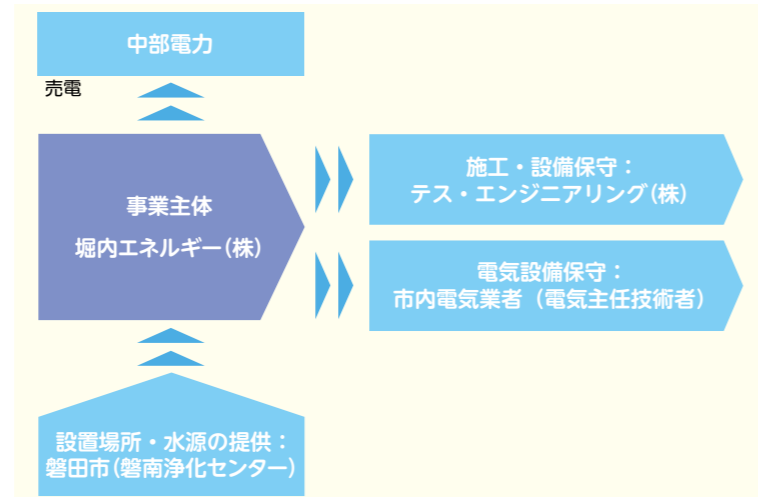 中部電力
売電
事業主体
堀内エネルギー(株)
施工・設備保守：
テス・エンジニアリング(株)
電気設備保守：
市内電気業者（電気主任技術者）
設置場所・水源の提供：
磐田市(磐南浄化センター)